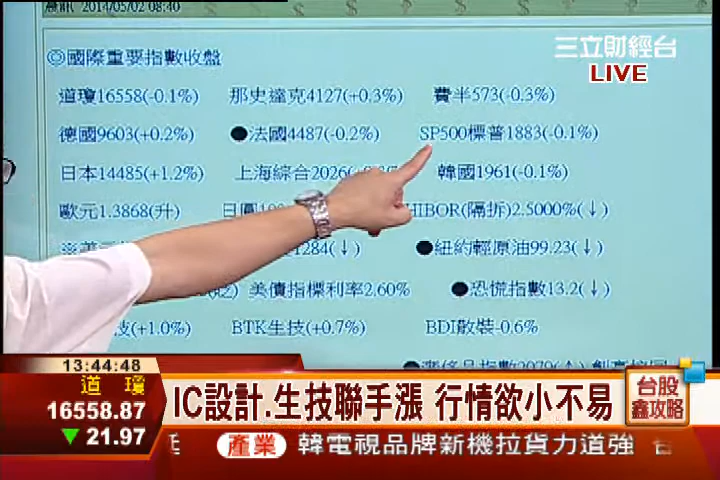 2014/05/02 08:40
◎國際重要指數收盤
三立財經台
LIVE
道瓊16558(-0.1%) 那史達克4127(+0.3%) 費半573(-0.3%)
德國9603(+0.2%) ●法國4487(-0.2%) SP500標普1883(-0.1%)
日本14485(+1.2%) 上海綜合2026( 韓國1961(-0.1%)
歐元1.3868(升) 日圓10 HIBOR(隔拆)2.5000%(↓)
※美 1284(↓) ●紐約輕原油99.23(↓)
(貶) 美債指標利率2.60% ●恐慌指數13.2(↓)
技(+1.0%) BTK生技(+0.7%) BDI散裝-0.6%
13:44:48
道瓊
16558.87
▼21.97
IC設計.生技聯手漲 行情欲小不易
台股
鑫攻略
產業 韓電視品牌新機拉貨力道強